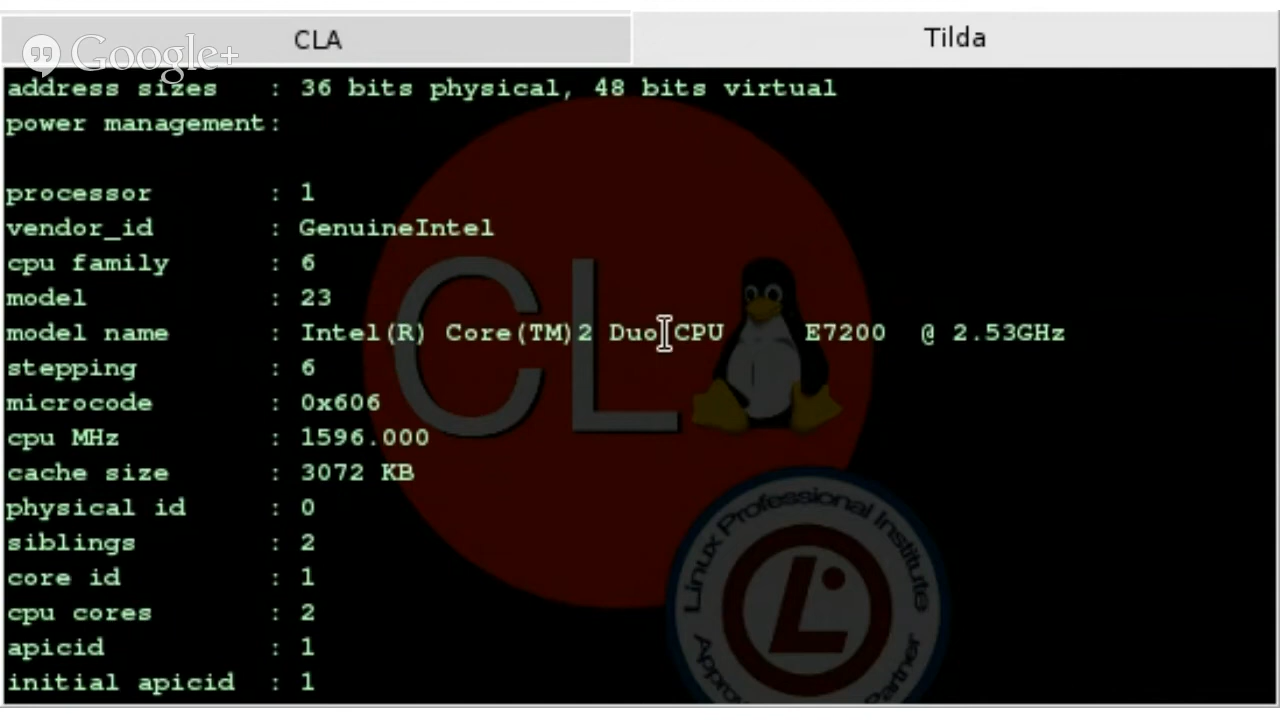 CLA
Tilda
Google+
address sizes : 36 bits physical, 48 bits virtual
power management:
processor : 1
vendor_id : GenuineIntel
cpu family : 6
model : 23
model name : Intel(R) Core(TM)2 Duo CPU E7200 @ 2.53GHz
stepping : 6
microcode : 0x606
cpu MHz : 1596.000
cache size : 3072 KB
physical id : 0
siblings : 2
core id : 1
cpu cores : 2
apicid : 1
initial apicid : 1
CL
Linux Professional Institute